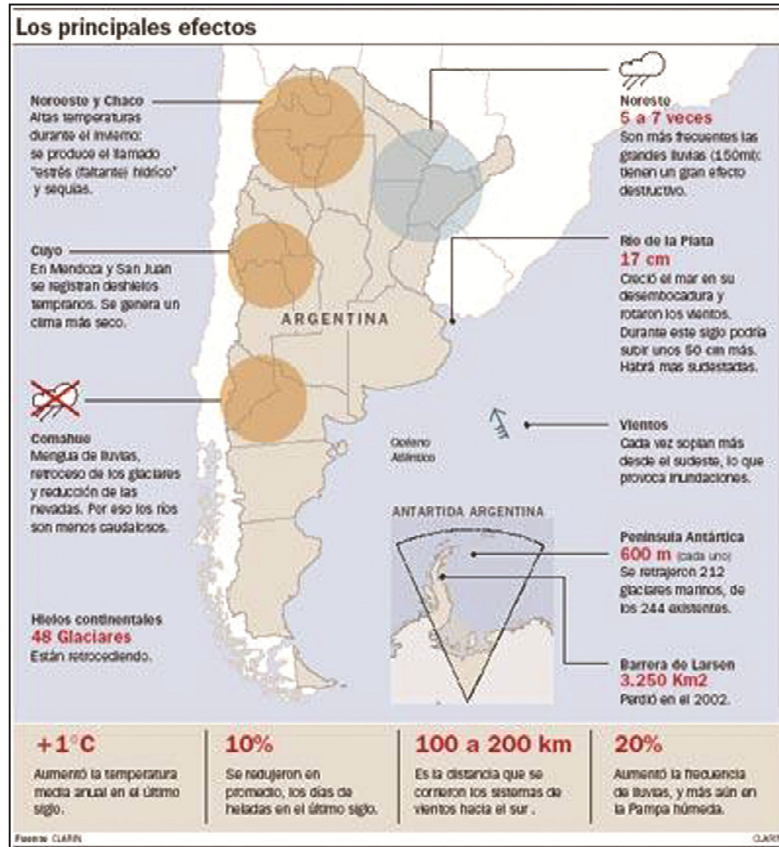 Los principales efectos
Noroeste y Chaco
Altas temperaturas
durante el invierno:
se produce el llamado
"estrés (faltante) hídrico"
y sequías.
Cuyo
En Mendoza y San Juan
se registran deshielos
tempranos. Se genera un
clima más seco.
Comahue
Mengua de lluvias,
retroceso de los glaciares
y reducción de las
nevadas. Por eso los ríos
son menos caudalosos.
Hielos continentales
48 Glaciares
Están retrocediendo.
ARGENTINA
Océano
Atlántico
ANTARTIDA ARGENTINA
Noreste
5 a 7 veces
Son más frecuentes las
grandes lluvias (150ml):
tienen un gran efecto
destructivo.
Río de la Plata
17 cm
Creció el mar en su
desembocadura y
rotaron los vientos.
Durante este siglo podría
subir unos 50 cm más.
Habrá mas sudestadas.
Vientos
Cada vez soplan más
desde el sudeste, lo que
provoca inundaciones.
Península Antártica
600 m (cada uno)
Se retrajeron 212
glaciares marinos, de
los 244 existentes.
Barrera de Larsen
3.250 Km2
Perdió en el 2002.
+1°C
Aumentó la temperatura
media anual en el último
siglo.
10%
Se redujeron en
promedio, los días de
heladas en el último siglo.
100 a 200 km
Es la distancia que se
corrieron los sistemas de
vientos hacia el sur.
20%
Aumentó la frecuencia
de lluvias, y más aún en
la Pampa húmeda.
Fuente CLARIN
CLARIN